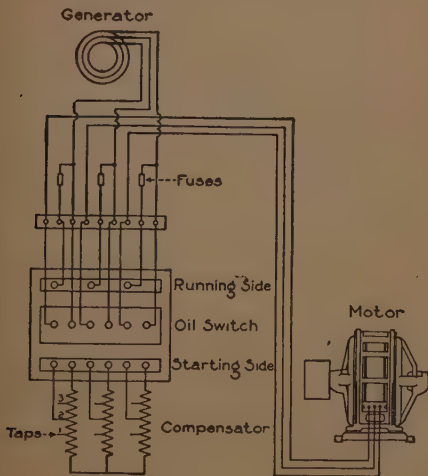 Generator
Fuses
Running Side
Oil Switch
Motor
Starting Side
3
2
Taps 1
Compensator